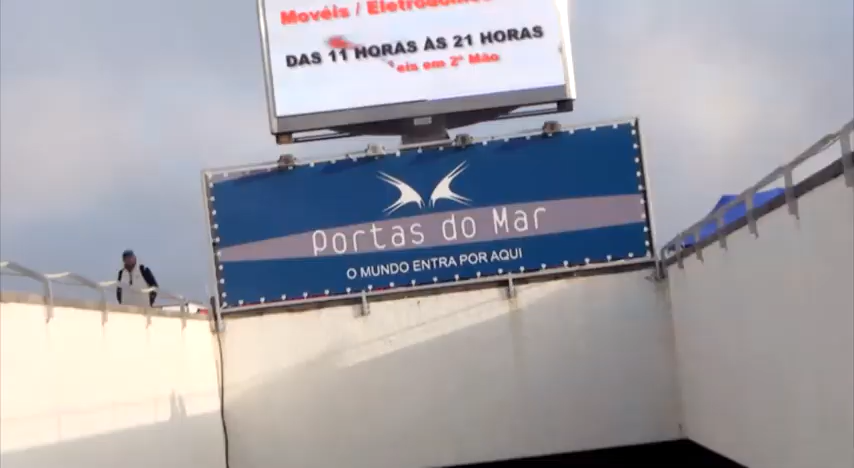 Movéis / Eletrodom
DAS 11 HORAS ÀS 21 HORAS
eis em 2ª Mão
Portas do Mar
O MUNDO ENTRA POR AQUI